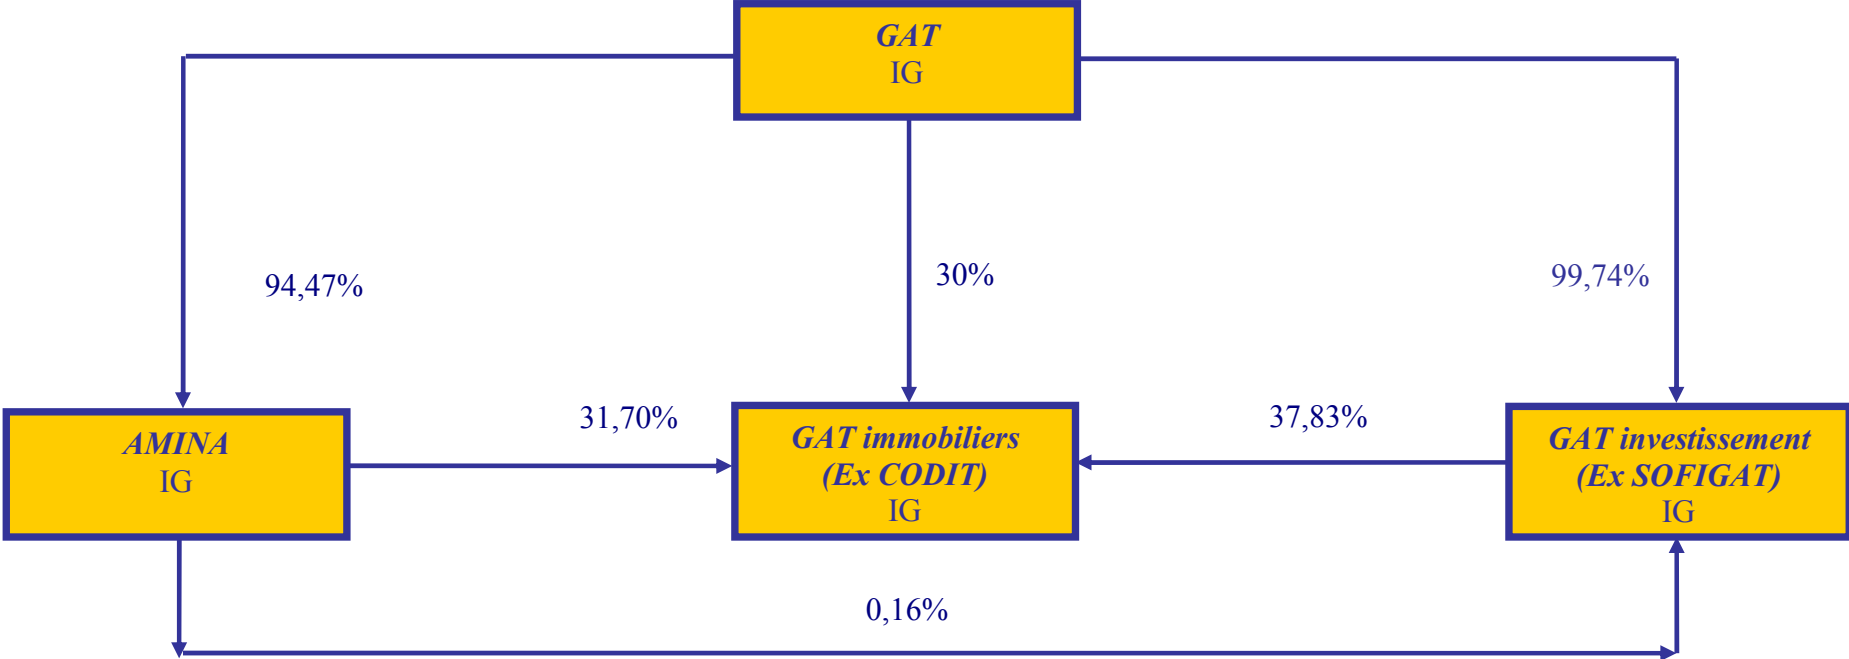 GAT
IG
94,47%
30%
99,74%
31,70%
37,83%
AMINA
IG
GAT immobiliers
(Ex CODIT)
IG
GAT investissement
(Ex SOFIGAT)
IG
0,16%